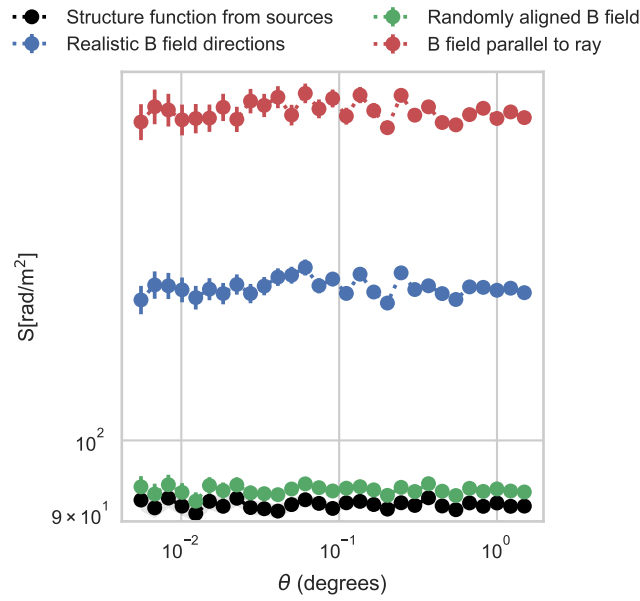 Structure function from sources
Randomly aligned B field
Realistic B field directions
B field parallel to ray
S[rad/m²]
10²
9 × 10¹
10⁻²
10⁻¹
10⁰
θ (degrees)